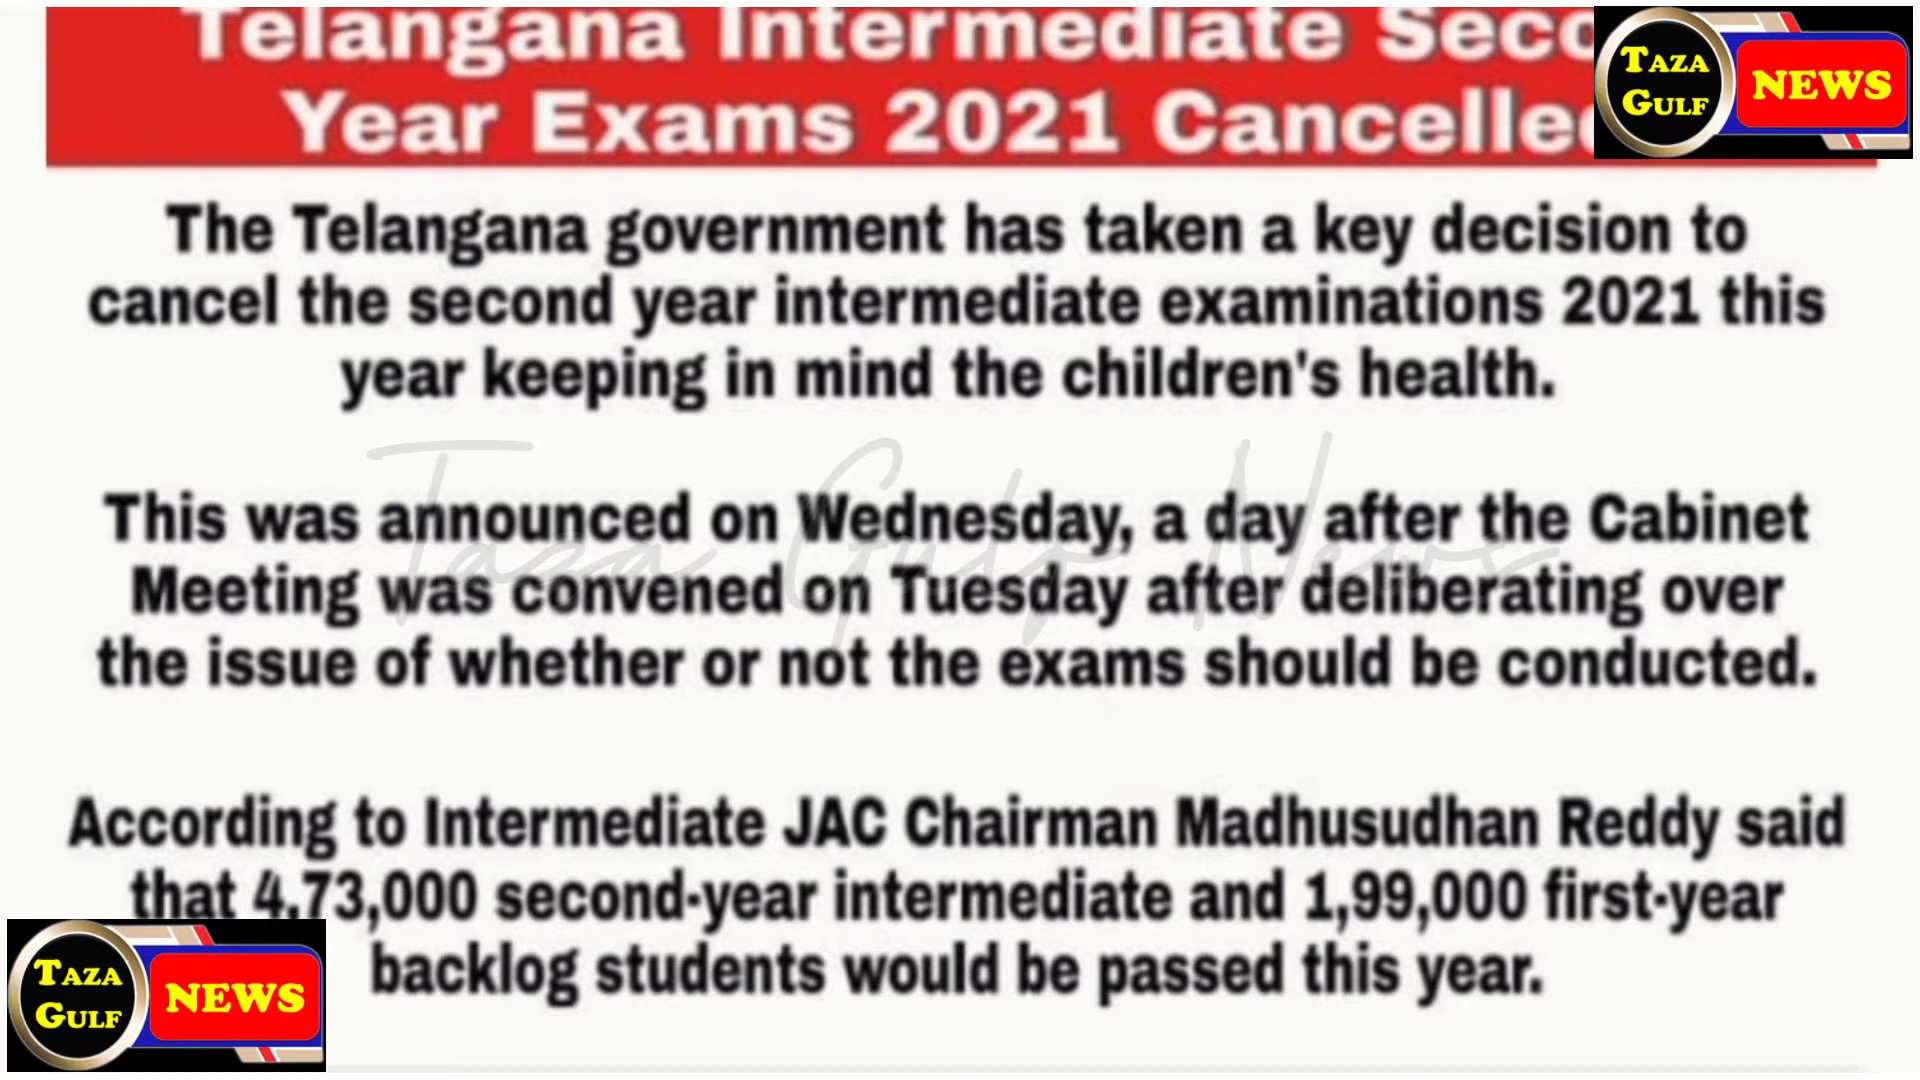 Telangana Intermediate Seco
Year Exams 2021 Cancelled
TAZA
GULF
NEWS
The Telangana government has taken a key decision to
cancel the second year intermediate examinations 2021 this
year keeping in mind the children's health.
Taza Gulf News
This was announced on Wednesday, a day after the Cabinet
Meeting was convened on Tuesday after deliberating over
the issue of whether or not the exams should be conducted.
According to Intermediate JAC Chairman Madhusudhan Reddy said
that 4,73,000 second-year intermediate and 1,99,000 first-year
backlog students would be passed this year.
TAZA
GULF
NEWS